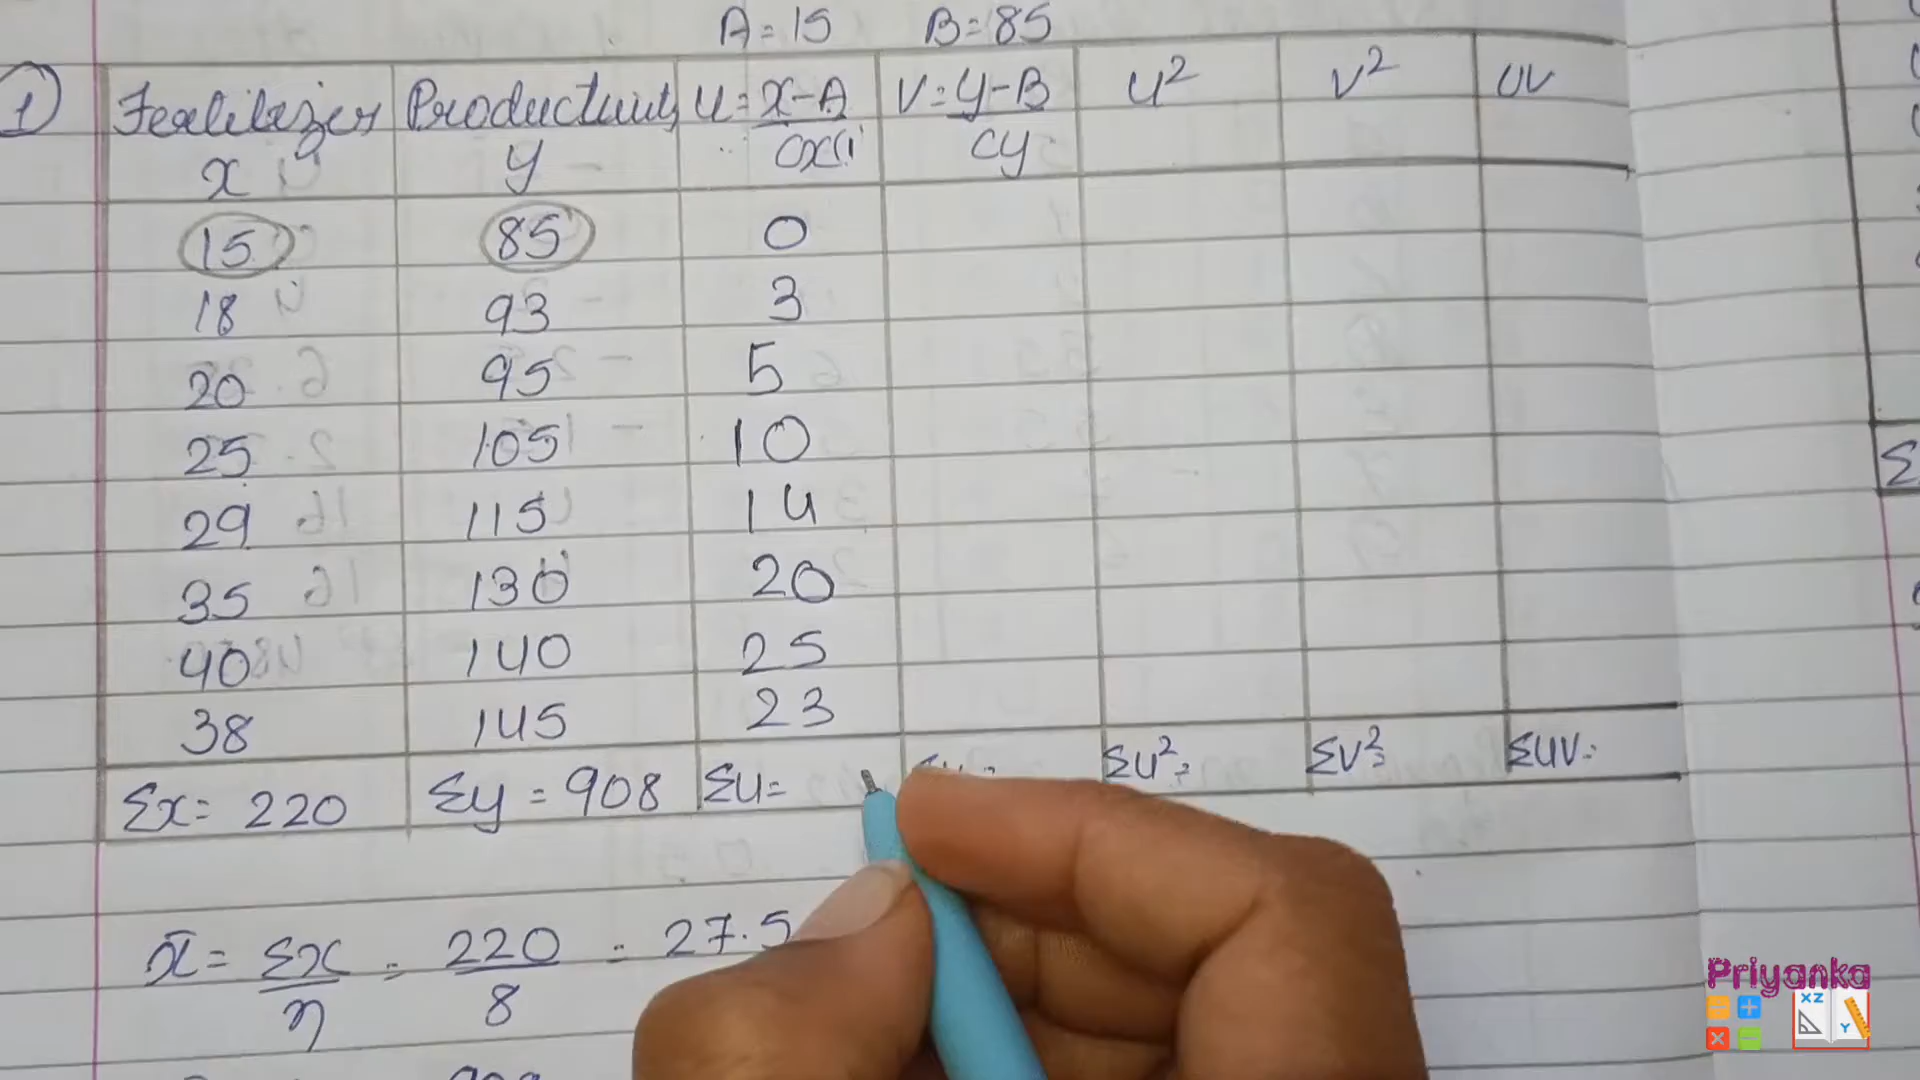 A=15 B=85
1 Fertilizer Productivity U=x-A V=y-B U² V² UV
x y cx(1 cy
15 85 0
18 93 3
20 95 5
25 105 10
29 115 14
35 130 20
40 140 25
38 145 23
Σx= 220 Σy = 908 ΣU= ΣU²= ΣV²= ΣUV=
x̄ = Σx = 220 = 27.5
n 8
Priyanka
XZ
Y